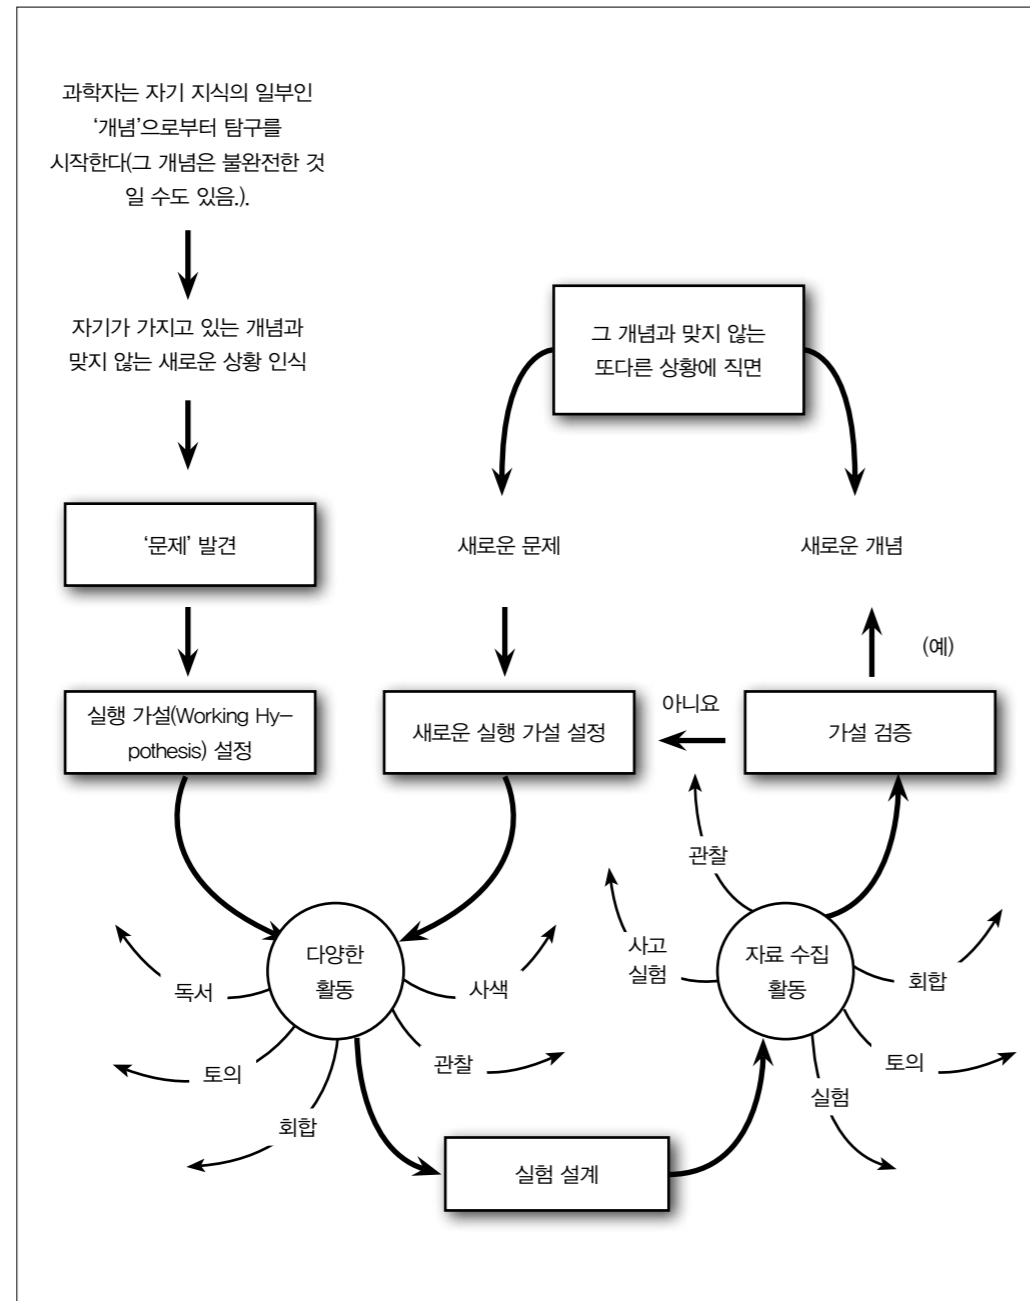 과학자는 자기 지식의 일부인
‘개념’으로부터 탐구를
시작한다(그 개념은 불완전한 것
일 수도 있음.).
자기가 가지고 있는 개념과
맞지 않는 새로운 상황 인식
그 개념과 맞지 않는
또다른 상황에 직면
‘문제’ 발견
새로운 문제
새로운 개념
(예)
실행 가설(Working Hy-
pothesis) 설정
새로운 실행 가설 설정
아니요
가설 검증
다양한
활동
독서
토의
회합
관찰
사색
실험 설계
자료 수집
활동
관찰
사고
실험
회합
토의
실험